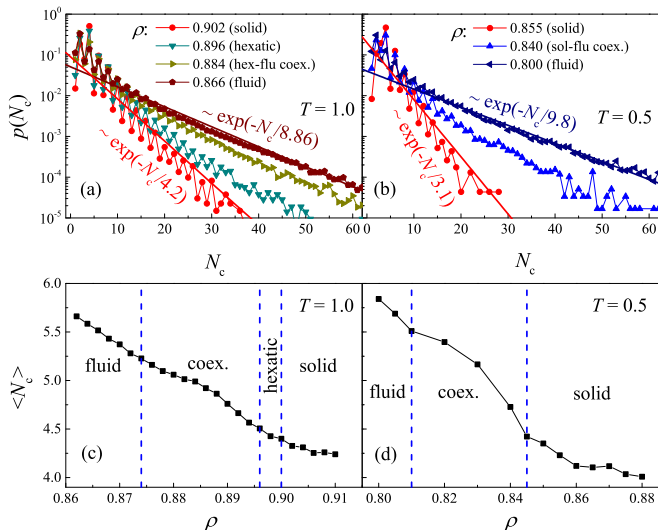 ρ: 0.902 (solid)
0.896 (hexatic)
0.884 (hex-flu coex.)
0.866 (fluid)
~ exp(-N_c/8.86)
~ exp(-N_c/4.2)
T = 1.0
(a)
p(N_c)
10^0
10^-1
10^-2
10^-3
10^-4
10^-5
0 10 20 30 40 50 60
N_c
ρ: 0.855 (solid)
0.840 (sol-flu coex.)
0.800 (fluid)
~ exp(-N_c/9.8)
~ exp(-N_c/3.1)
T = 0.5
(b)
0 10 20 30 40 50 60
N_c
<N_c>
6.0
5.5
5.0
4.5
4.0
T = 1.0
fluid
coex.
hexatic
solid
(c)
0.86 0.87 0.88 0.89 0.90 0.91
ρ
T = 0.5
fluid
coex.
solid
(d)
0.80 0.82 0.84 0.86 0.88
ρ